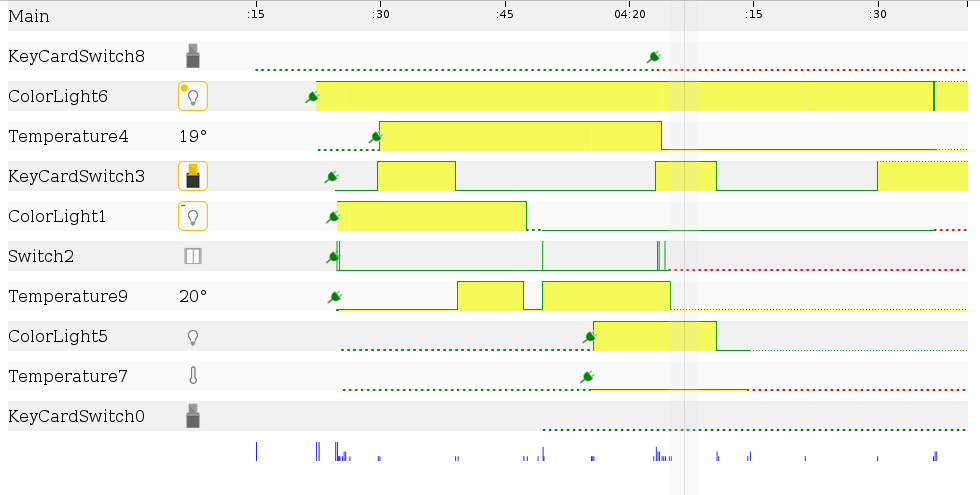 Main :15 :30 :45 04:20 :15 :30
KeyCardSwitch8
ColorLight6
Temperature4 19°
KeyCardSwitch3
ColorLight1
Switch2
Temperature9 20°
ColorLight5
Temperature7
KeyCardSwitch0